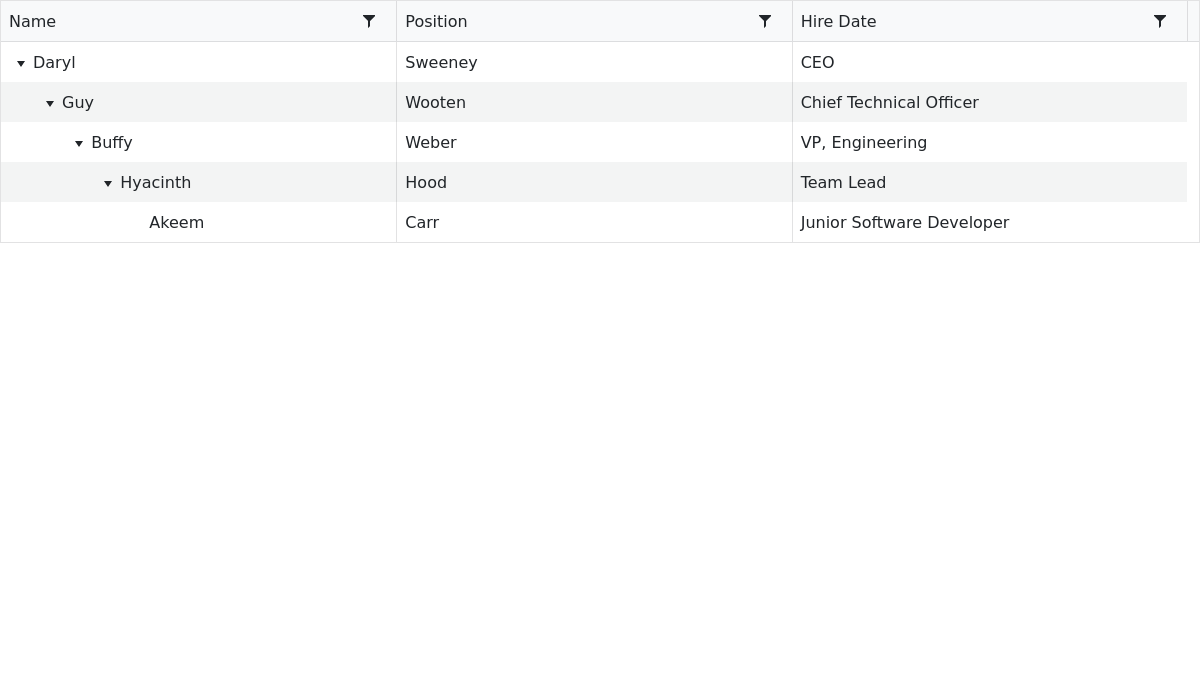 Name Position Hire Date
Daryl Sweeney CEO
Guy Wooten Chief Technical Officer
Buffy Weber VP, Engineering
Hyacinth Hood Team Lead
Akeem Carr Junior Software Developer